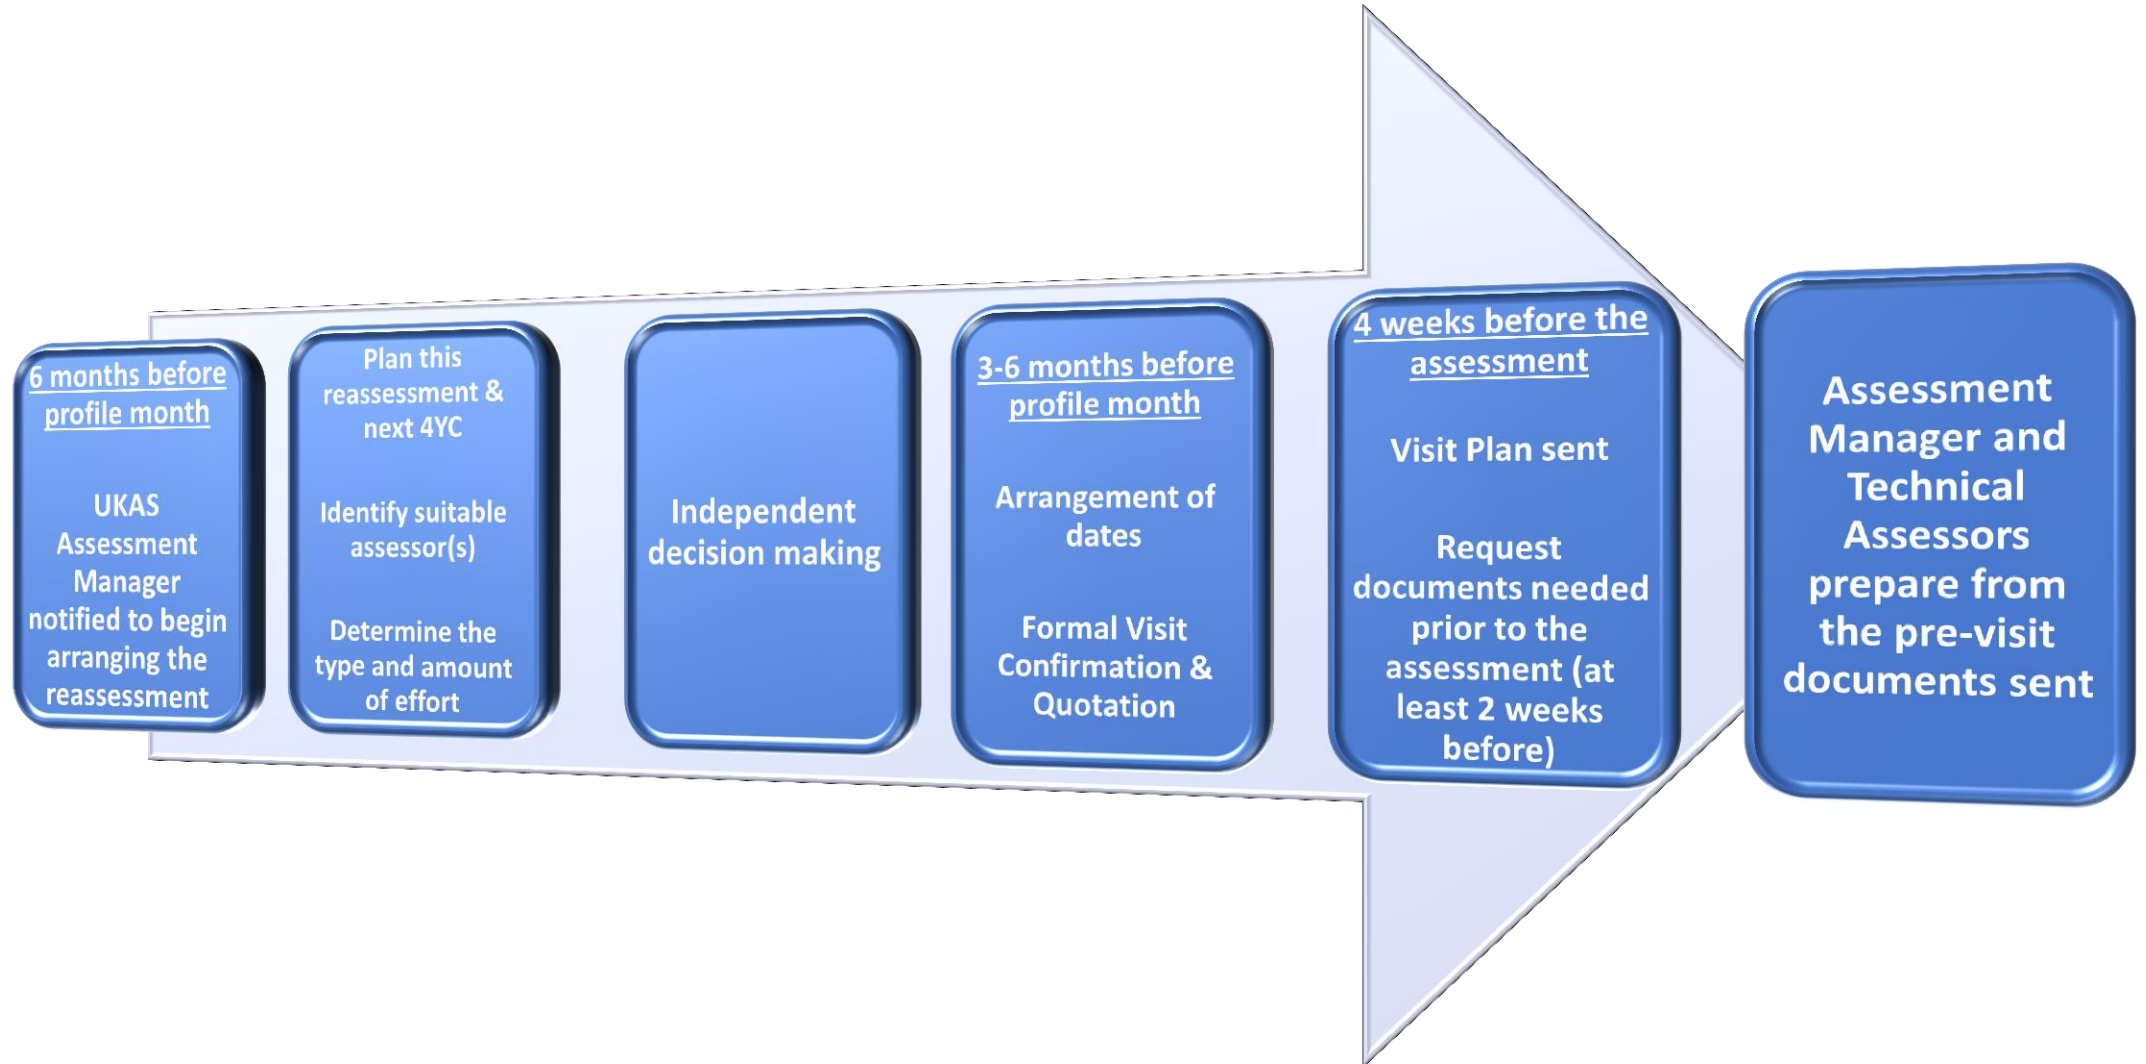 6 months before
profile month
UKAS
Assessment
Manager
notified to begin
arranging the
reassessment
Plan this
reassessment &
next 4YC
Identify suitable
assessor(s)
Determine the
type and amount
of effort
Independent
decision making
3-6 months before
profile month
Arrangement of
dates
Formal Visit
Confirmation &
Quotation
4 weeks before the
assessment
Visit Plan sent
Request
documents needed
prior to the
assessment (at
least 2 weeks
before)
Assessment
Manager and
Technical
Assessors
prepare from
the pre-visit
documents sent